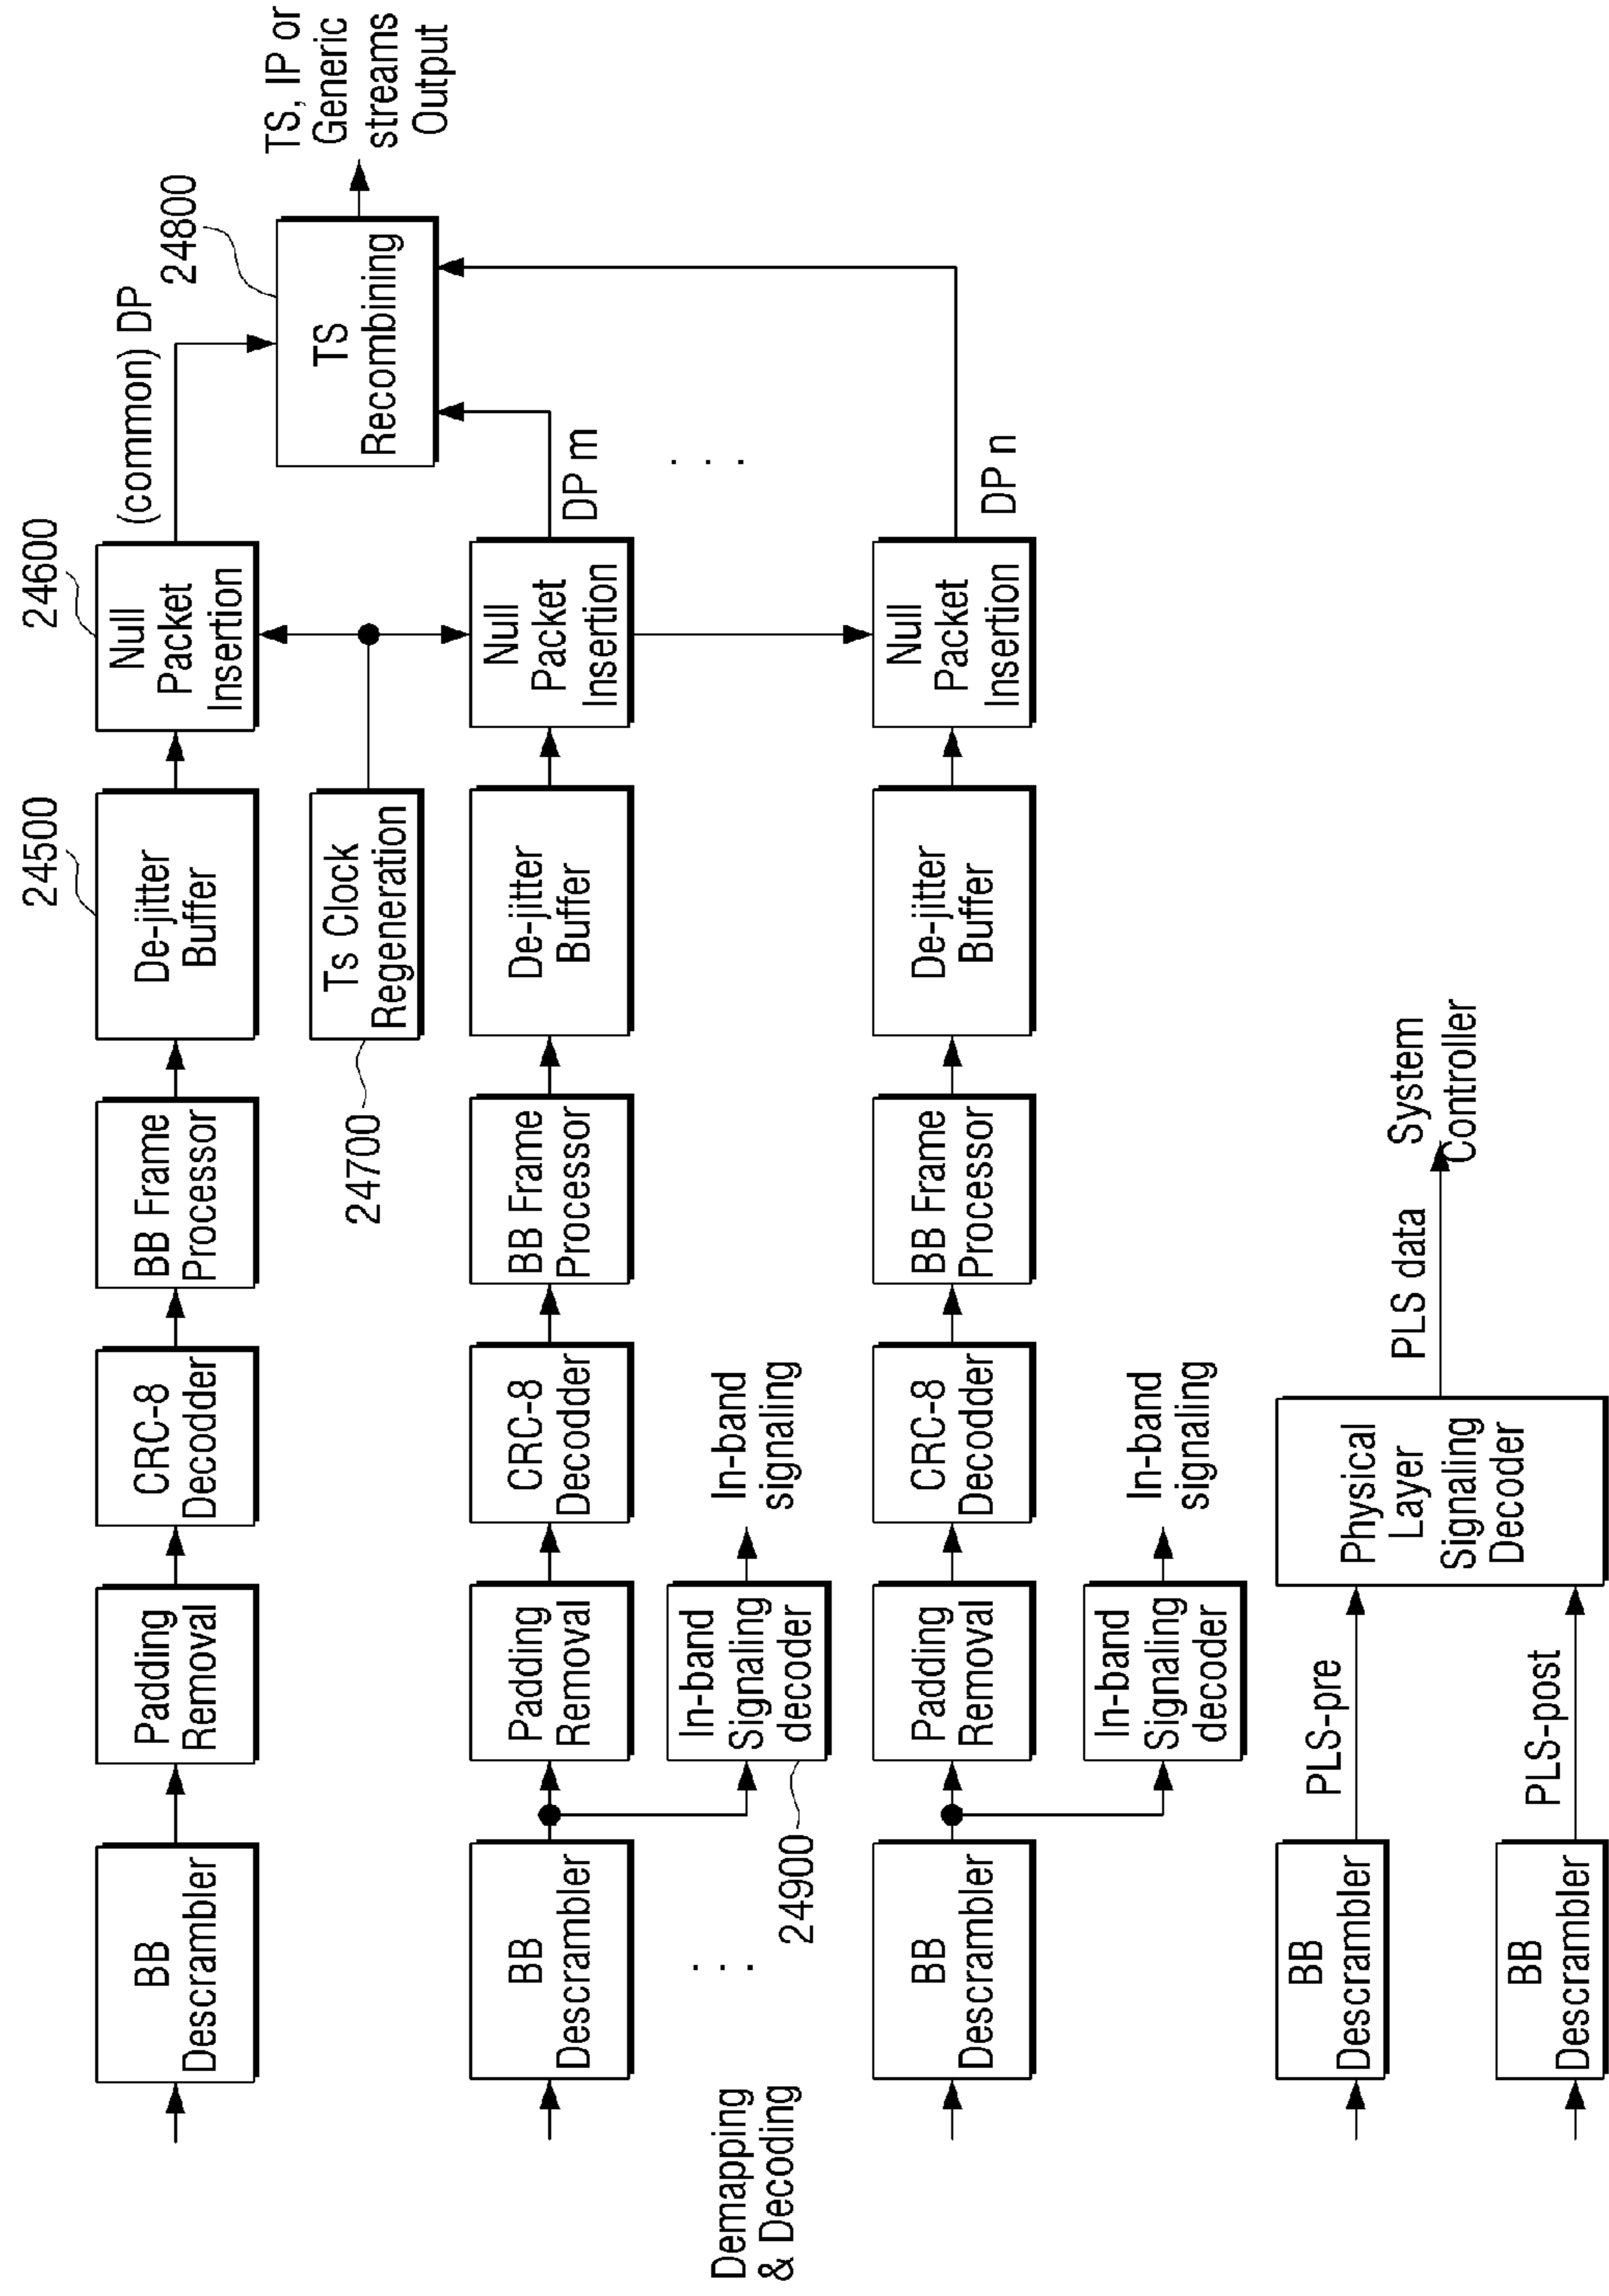 24500
24600
BB
Descrambler
Padding
Removal
CRC-8
Decodder
BB Frame
Processor
De-jitter
Buffer
Null
Packet
Insertion
(common) DP
24800
TS
Recombining
TS, IP or
Generic
streams
Output
24700
Ts Clock
Regeneration
BB
Descrambler
Padding
Removal
CRC-8
Decodder
BB Frame
Processor
De-jitter
Buffer
Null
Packet
Insertion
DP m
. . .
In-band
Signaling
decoder
In-band
signaling
24900
. . .
Demapping
& Decoding
BB
Descrambler
Padding
Removal
CRC-8
Decodder
BB Frame
Processor
De-jitter
Buffer
Null
Packet
Insertion
DP n
In-band
Signaling
decoder
In-band
signaling
BB
Descrambler
PLS-pre
Physical
Layer
Signaling
Decoder
PLS data
System
Controller
BB
Descrambler
PLS-post